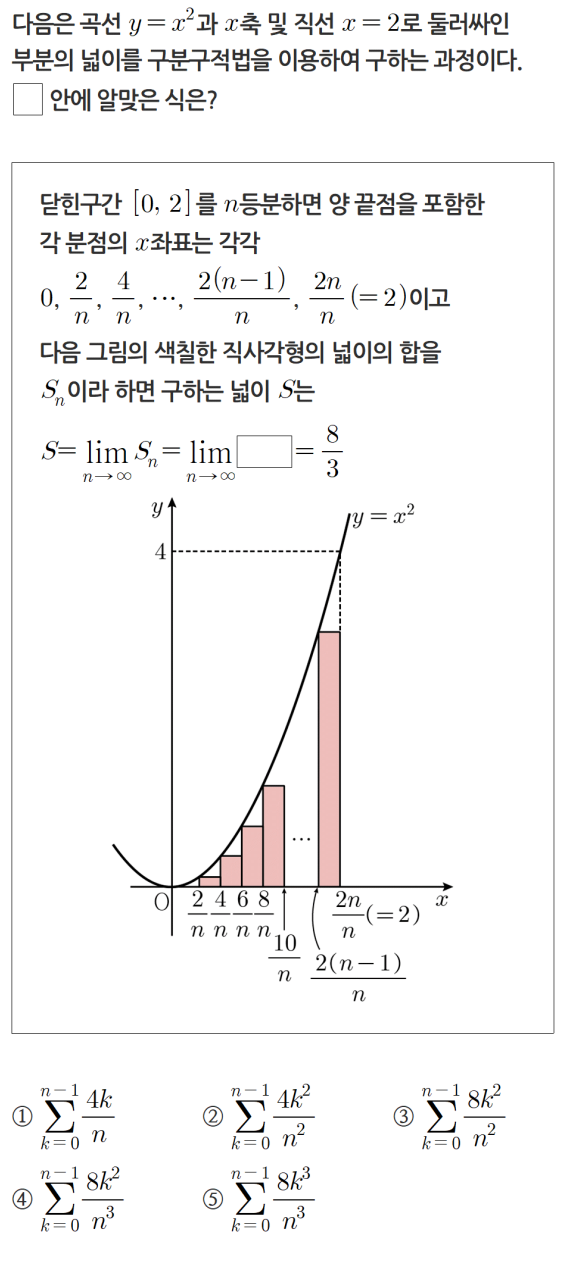 다음은 곡선 y = x²과 x축 및 직선 x = 2로 둘러싸인
부분의 넓이를 구분구적법을 이용하여 구하는 과정이다.
□ 안에 알맞은 식은?
닫힌구간 [0, 2]를 n등분하면 양 끝점을 포함한
각 분점의 x좌표는 각각
0, 2/n, 4/n, ⋯, 2(n−1)/n, 2n/n (=2)이고
다음 그림의 색칠한 직사각형의 넓이의 합을
Sₙ이라 하면 구하는 넓이 S는
S = lim_{n→∞} Sₙ = lim_{n→∞} □ = 8/3
y
y = x²
4
⋯
O 2/n 4/n 6/n 8/n 2n/n (=2) x
10/n 2(n−1)/n
① ∑_{k=0}^{n−1} 4k/n ② ∑_{k=0}^{n−1} 4k²/n² ③ ∑_{k=0}^{n−1} 8k²/n²
④ ∑_{k=0}^{n−1} 8k²/n³ ⑤ ∑_{k=0}^{n−1} 8k³/n³